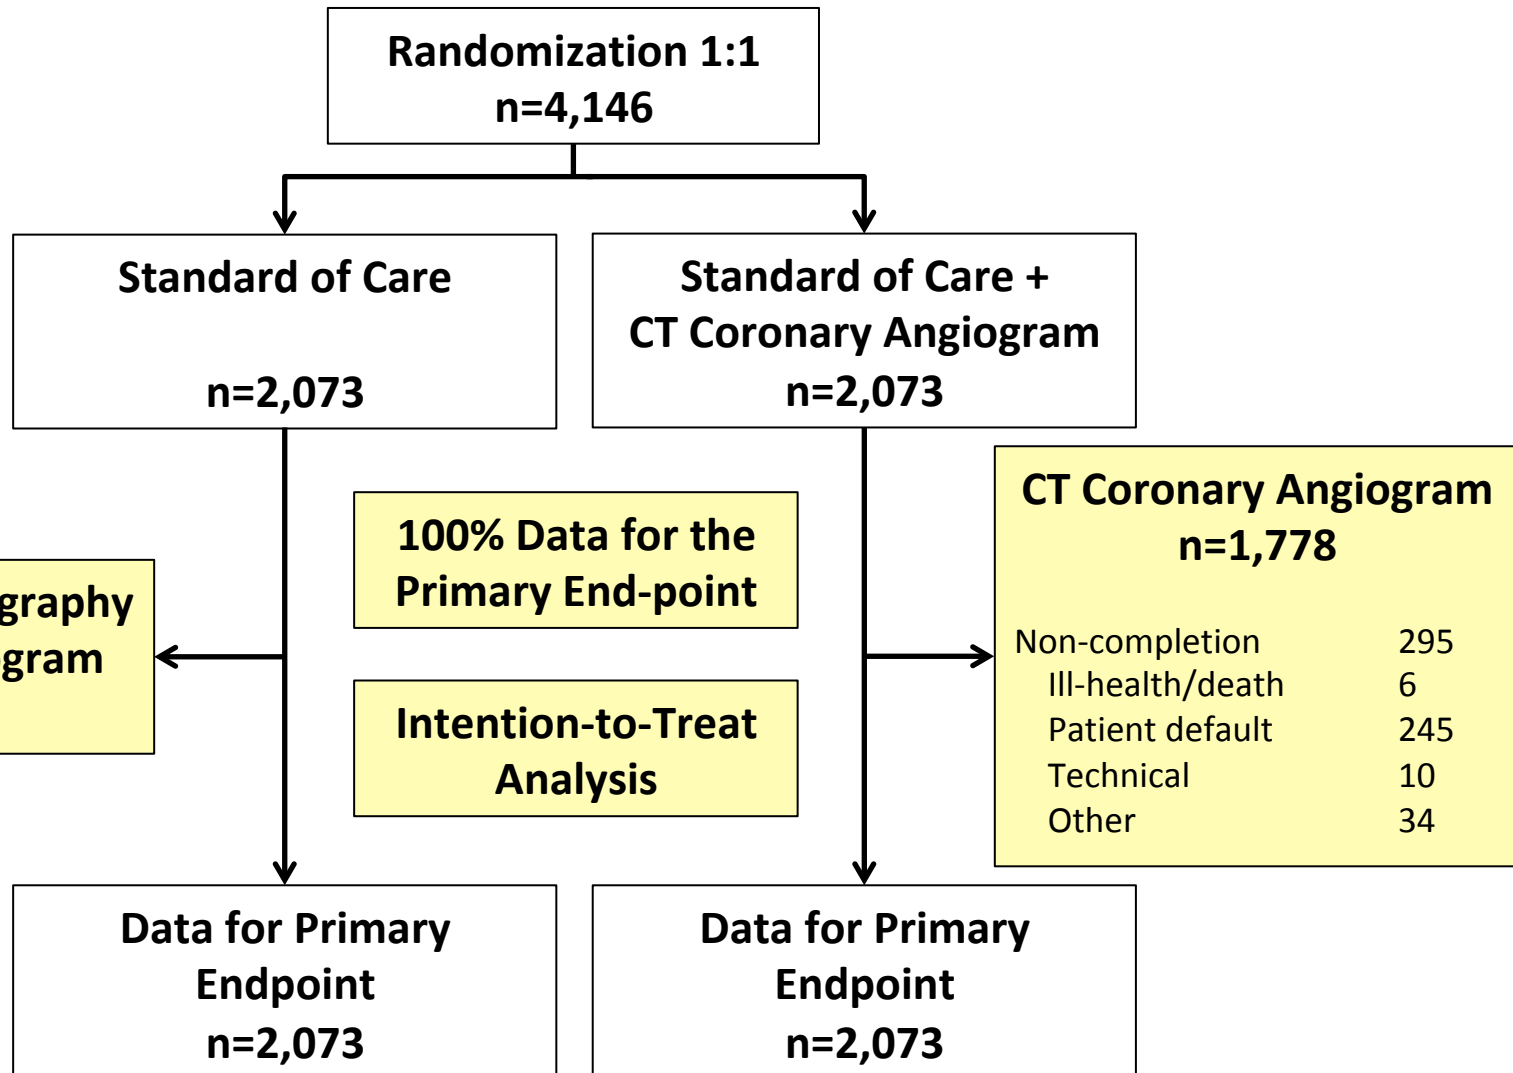 Randomization 1:1
n=4,146
Standard of Care
n=2,073
Standard of Care +
CT Coronary Angiogram
n=2,073
100% Data for the
Primary End-point
Intention-to-Treat
Analysis
CT Coronary Angiogram
n=1,778
Non-completion 295
Ill-health/death 6
Patient default 245
Technical 10
Other 34
Data for Primary
Endpoint
n=2,073
Data for Primary
Endpoint
n=2,073